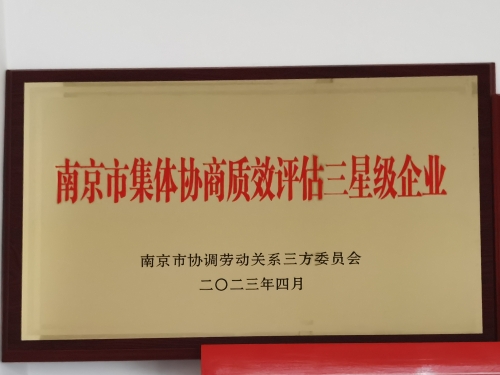 南京市集体协商质效评估三星级企业
南京市协调劳动关系三方委员会
二〇二三年四月